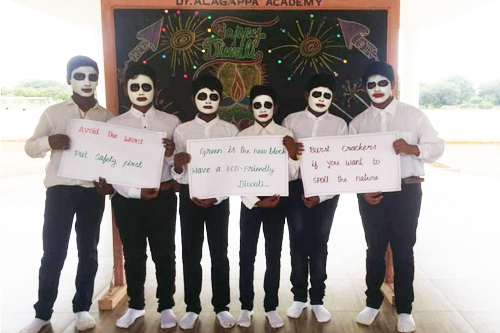 Dr. ALAGAPPA ACADEMY
Happy
Diwali
Avoid the worst
Put Safety first
Green is the new black
Have a ECO-Friendly
Diwali...
Burst Crackers
if you want to
spoil the nature